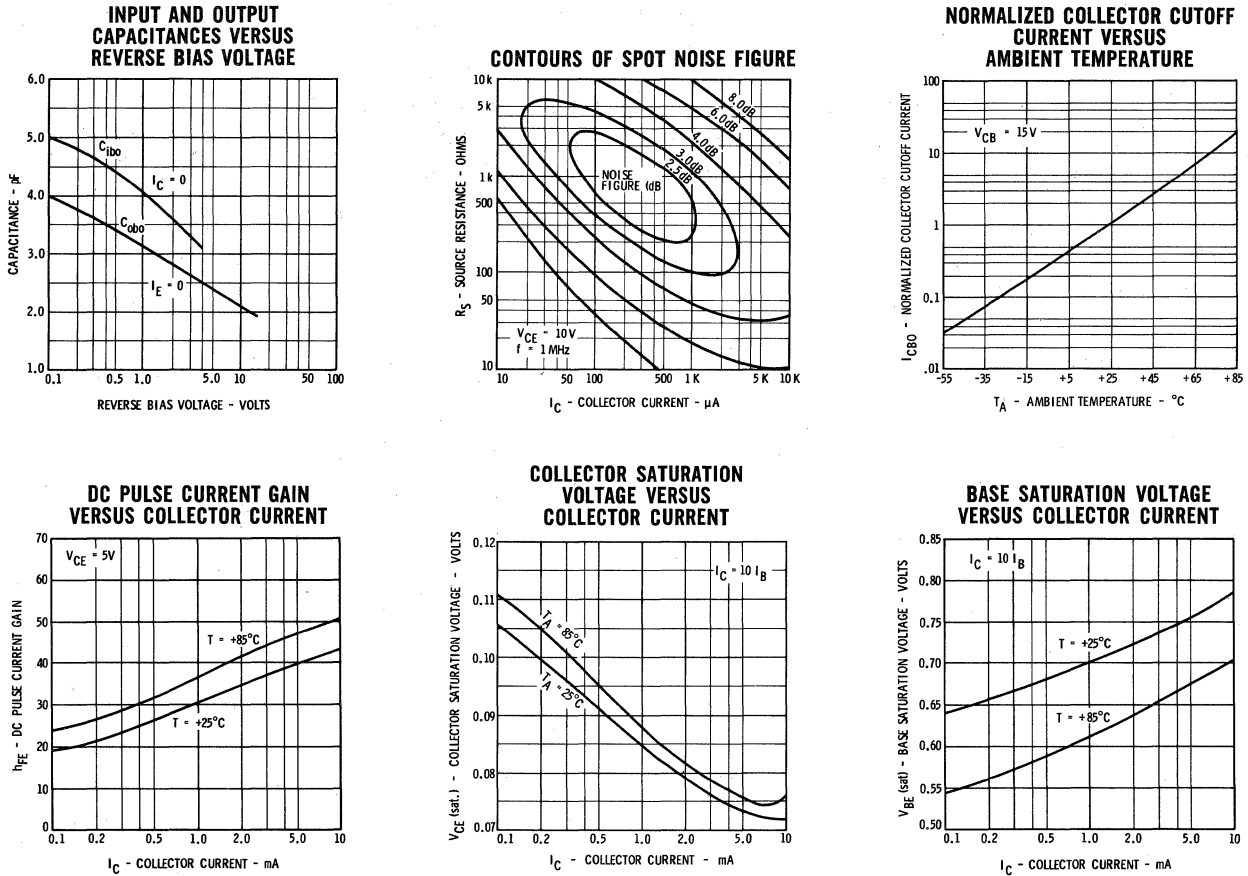 INPUT AND OUTPUT
CAPACITANCES VERSUS
REVERSE BIAS VOLTAGE
6.0
5.0
4.0
3.0
2.0
1.0
CAPACITANCE - pF
Cibo
IC = 0
Cobo
IE = 0
0.1 0.5 1.0 5.0 10 50 100
REVERSE BIAS VOLTAGE - VOLTS
CONTOURS OF SPOT NOISE FIGURE
10 k
5 k
1 k
500
100
50
10
RS - SOURCE RESISTANCE - OHMS
8.0dB
6.0dB
4.0dB
3.0dB
2.5dB
NOISE
FIGURE (dB
VCE = 10V
f = 1 MHz
10 50 100 500 1 K 5 K 10 K
IC - COLLECTOR CURRENT - μA
NORMALIZED COLLECTOR CUTOFF
CURRENT VERSUS
AMBIENT TEMPERATURE
100
10
1
0.1
.01
ICBO - NORMALIZED COLLECTOR CUTOFF CURRENT
VCB = 15V
-55 -35 -15 +5 +25 +45 +65 +85
TA - AMBIENT TEMPERATURE - °C
DC PULSE CURRENT GAIN
VERSUS COLLECTOR CURRENT
70
60
50
40
30
20
10
0
hFE - DC PULSE CURRENT GAIN
VCE = 5V
T = +85°C
T = +25°C
0.1 0.2 0.5 1.0 2.0 5.0 10
IC - COLLECTOR CURRENT - mA
COLLECTOR SATURATION
VOLTAGE VERSUS
COLLECTOR CURRENT
0.12
0.11
0.10
0.09
0.08
0.07
VCE (sat.) - COLLECTOR SATURATION VOLTAGE - VOLTS
IC = 10 IB
TA = 85°C
TA = 25°C
0.1 0.2 0.5 1.0 2.0 5.0 10
IC - COLLECTOR CURRENT - mA
BASE SATURATION VOLTAGE
VERSUS COLLECTOR CURRENT
0.85
0.80
0.75
0.70
0.65
0.60
0.55
0.50
VBE (sat) - BASE SATURATION VOLTAGE - VOLTS
IC = 10 IB
T = +25°C
T = +85°C
0.1 0.2 0.5 1.0 2.0 5.0 10
IC - COLLECTOR CURRENT - mA